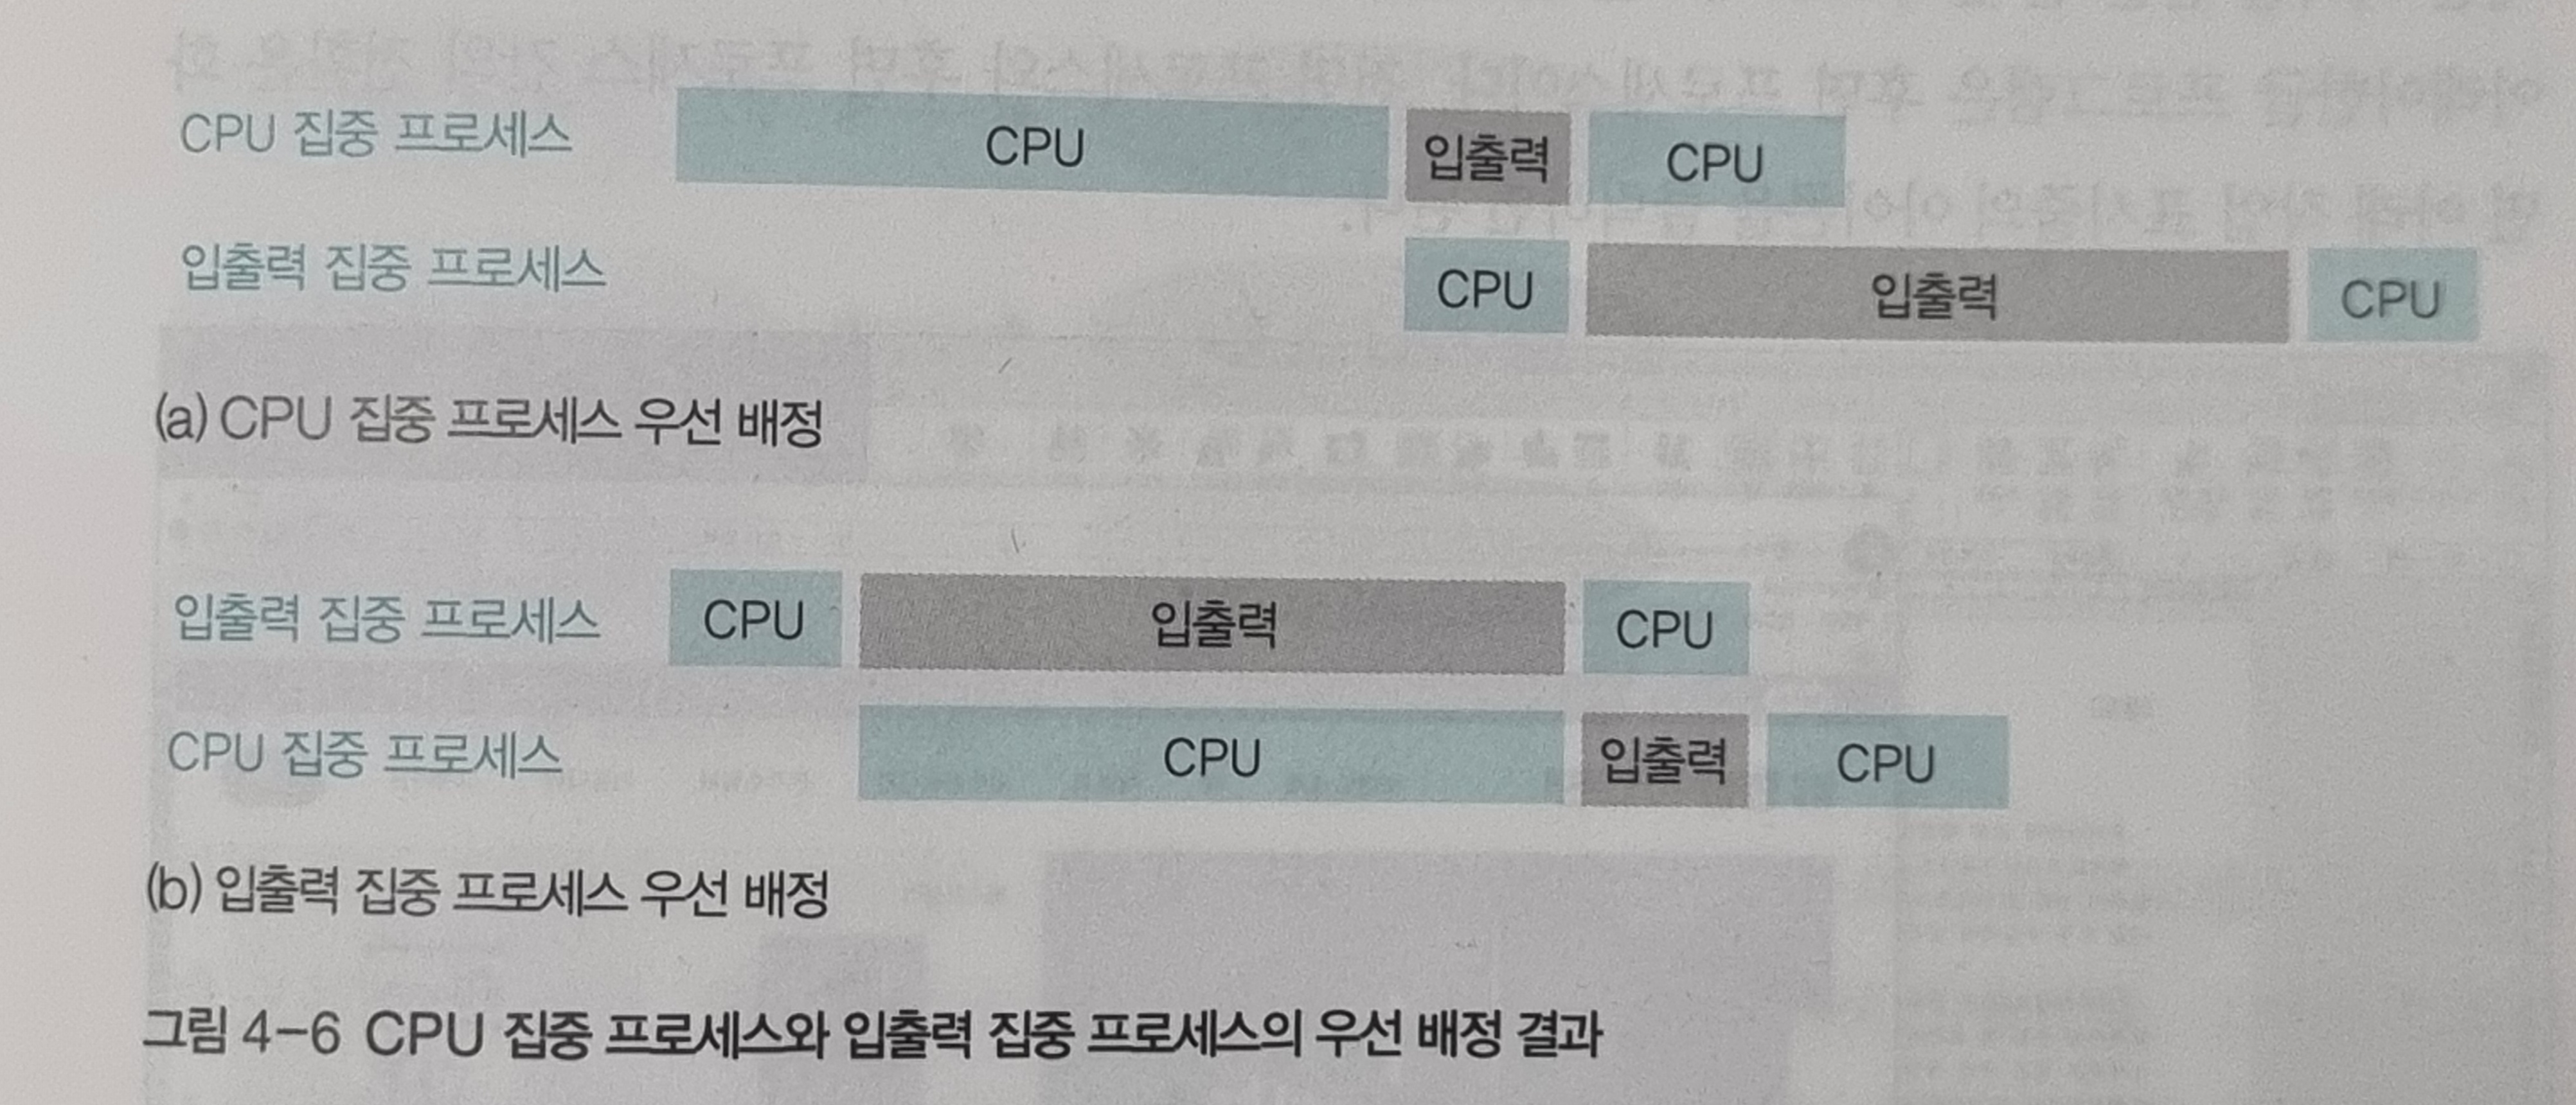 CPU 집중 프로세스 CPU 입출력 CPU
입출력 집중 프로세스 CPU 입출력 CPU
(a) CPU 집중 프로세스 우선 배정
입출력 집중 프로세스 CPU 입출력 CPU
CPU 집중 프로세스 CPU 입출력 CPU
(b) 입출력 집중 프로세스 우선 배정
그림 4-6 CPU 집중 프로세스와 입출력 집중 프로세스의 우선 배정 결과